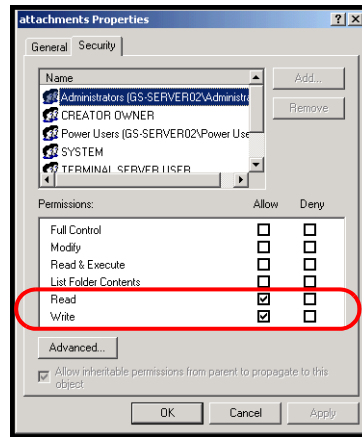 attachments Properties
General Security
Name
Add...
Administrators (GS-SERVER02\Administra
Remove
CREATOR OWNER
Power Users (GS-SERVER02\Power Use
SYSTEM
TERMINAL SERVER USER
Permissions: Allow Deny
Full Control
Modify
Read & Execute
List Folder Contents
Read
Write
Advanced...
Allow inheritable permissions from parent to propagate to this
object
OK Cancel Apply